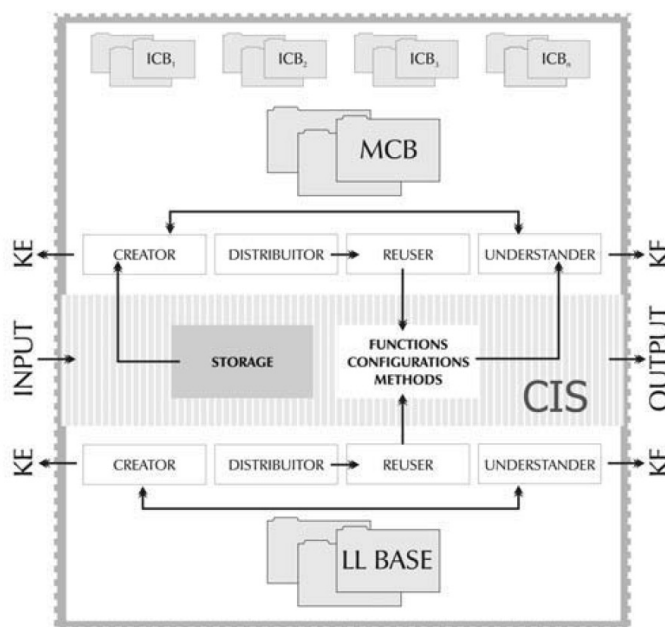 ICB1 ICB2 ICB3 ICBn
MCB
KE CREATOR DISTRIBUITOR REUSER UNDERSTANDER KE
INPUT STORAGE FUNCTIONS
CONFIGURATIONS
METHODS CIS OUTPUT
KE CREATOR DISTRIBUITOR REUSER UNDERSTANDER KE
LL BASE